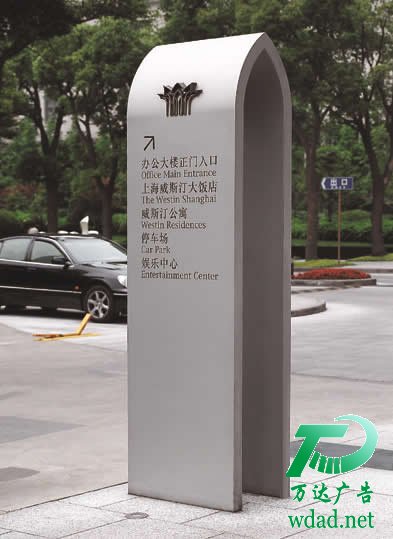 办公大楼正门入口
Office Main Entrance
上海威斯汀大饭店
The Westin Shanghai
威斯汀公寓
Westin Residences
停车场
Car Park
娱乐中心
Entertainment Center
出口
万达广告
wdad.net